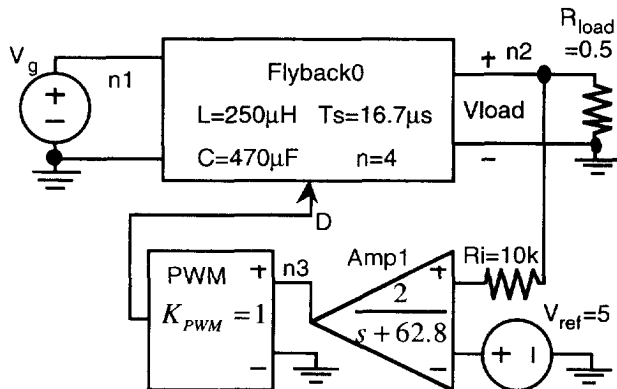 V_g
n1
Flyback0
L=250μH Ts=16.7μs
C=470μF n=4
+ n2
Vload
−
R_load
=0.5
D
PWM
K_PWM = 1
+
−
n3
Amp1
2
s + 62.8
+
−
Ri=10k
V_ref=5
+ −
+
−